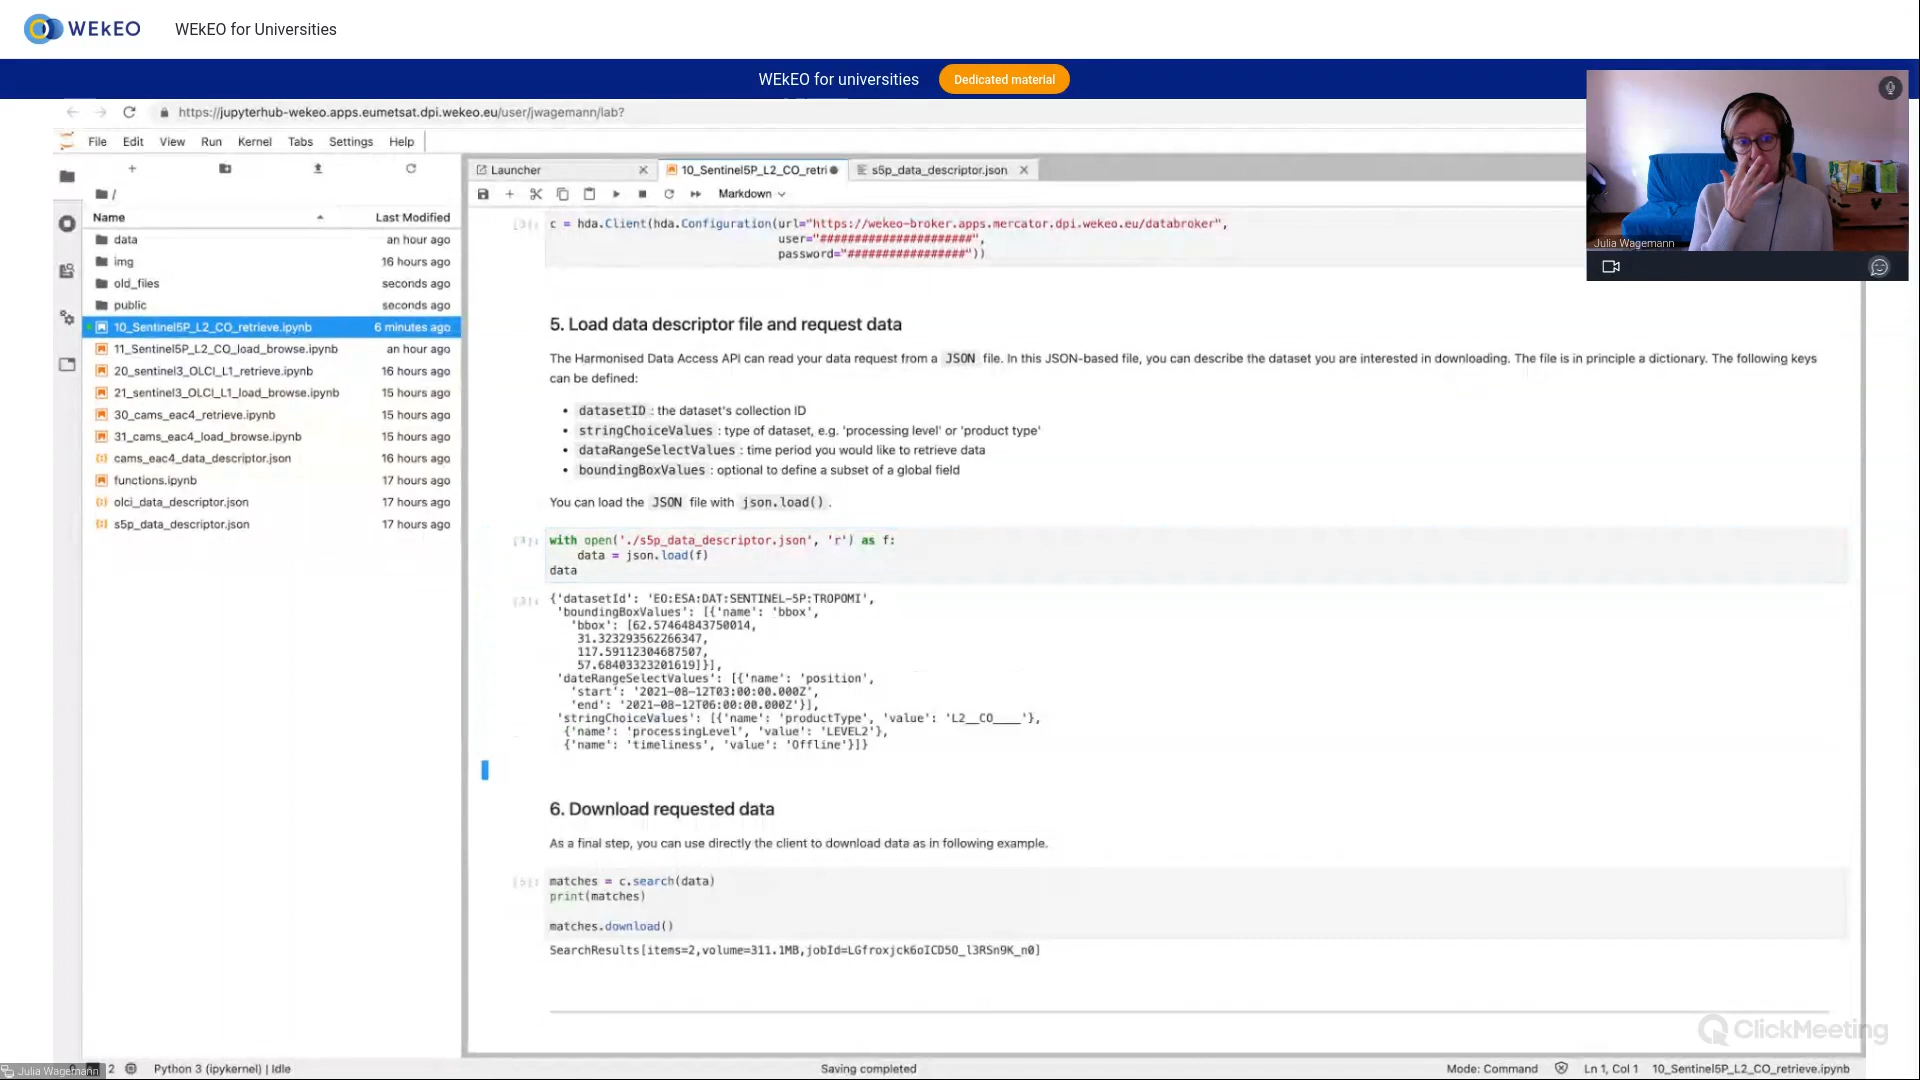 WEkEO
WEkEO for Universities
WEkEO for universities
Dedicated material
https://jupyterhub-wekeo.apps.eumetsat.dpi.wekeo.eu/user/jwagemann/lab?
File Edit View Run Kernel Tabs Settings Help
/
Name Last Modified
data an hour ago
img 16 hours ago
old_files seconds ago
public seconds ago
10_Sentinel5P_L2_CO_retrieve.ipynb 6 minutes ago
11_Sentinel5P_L2_CO_load_browse.ipynb an hour ago
20_sentinel3_OLCI_L1_retrieve.ipynb 16 hours ago
21_sentinel3_OLCI_L1_load_browse.ipynb 15 hours ago
30_cams_eac4_retrieve.ipynb 15 hours ago
31_cams_eac4_load_browse.ipynb 15 hours ago
cams_eac4_data_descriptor.json 16 hours ago
functions.ipynb 17 hours ago
olci_data_descriptor.json 17 hours ago
s5p_data_descriptor.json 17 hours ago
Launcher
10_Sentinel5P_L2_CO_retri
s5p_data_descriptor.json
Markdown
c = hda.Client(hda.Configuration(url="https://wekeo-broker.apps.mercator.dpi.wekeo.eu/databroker",
user="######################",
password="#################"))
5. Load data descriptor file and request data
The Harmonised Data Access API can read your data request from a JSON file. In this JSON-based file, you can describe the dataset you are interested in downloading. The file is in principle a dictionary. The following keys
can be defined:
• datasetID : the dataset's collection ID
• stringChoiceValues : type of dataset, e.g. 'processing level' or 'product type'
• dataRangeSelectValues : time period you would like to retrieve data
• boundingBoxValues : optional to define a subset of a global field
You can load the JSON file with json.load() .
with open('./s5p_data_descriptor.json', 'r') as f:
data = json.load(f)
data
{'datasetId': 'EO:ESA:DAT:SENTINEL-5P:TROPOMI',
'boundingBoxValues': [{'name': 'bbox',
'bbox': [62.57464843750014,
31.323293562266347,
117.59112304687507,
57.68403323201619]}],
'dateRangeSelectValues': [{'name': 'position',
'start': '2021-08-12T03:00:00.000Z',
'end': '2021-08-12T06:00:00.000Z'}],
'stringChoiceValues': [{'name': 'productType', 'value': 'L2__CO____'},
{'name': 'processingLevel', 'value': 'LEVEL2'},
{'name': 'timeliness', 'value': 'Offline'}]}
6. Download requested data
As a final step, you can use directly the client to download data as in following example.
matches = c.search(data)
print(matches)
matches.download()
SearchResults[items=2,volume=311.1MB,jobId=LGfroxjck6oICD5O_l3RSn9K_n0]
Julia Wagemann
ClickMeeting
Julia Wagemann
2 Python 3 (ipykernel) | Idle Saving completed Mode: Command Ln 1, Col 1 10_Sentinel5P_L2_CO_retrieve.ipynb